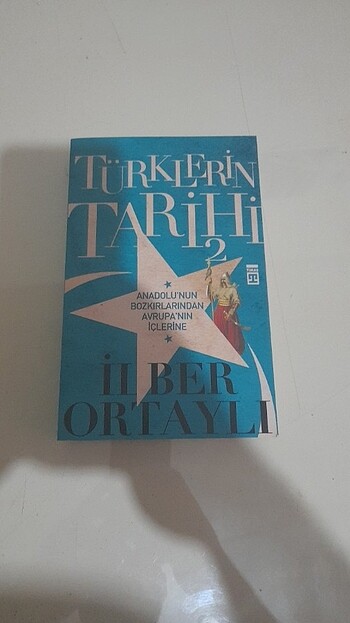 TÜRKLERİN
TARİHİ
2
ANADOLU'NUN
BOZKIRLARINDAN
AVRUPA'NIN
İÇLERİNE
İLBER
ORTAYLI